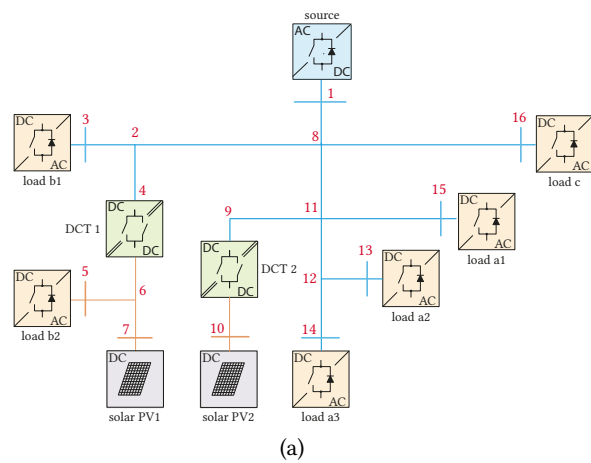 source
AC
DC
1
3
2
8
16
DC
AC
load b1
DC
AC
load c
4
DCT 1
DC
DC
9
11
15
DC
AC
load a1
DC
DC
DCT 2
5
6
12
13
DC
AC
load b2
DC
AC
load a2
7
10
14
DC
solar PV1
DC
solar PV2
DC
AC
load a3
(a)